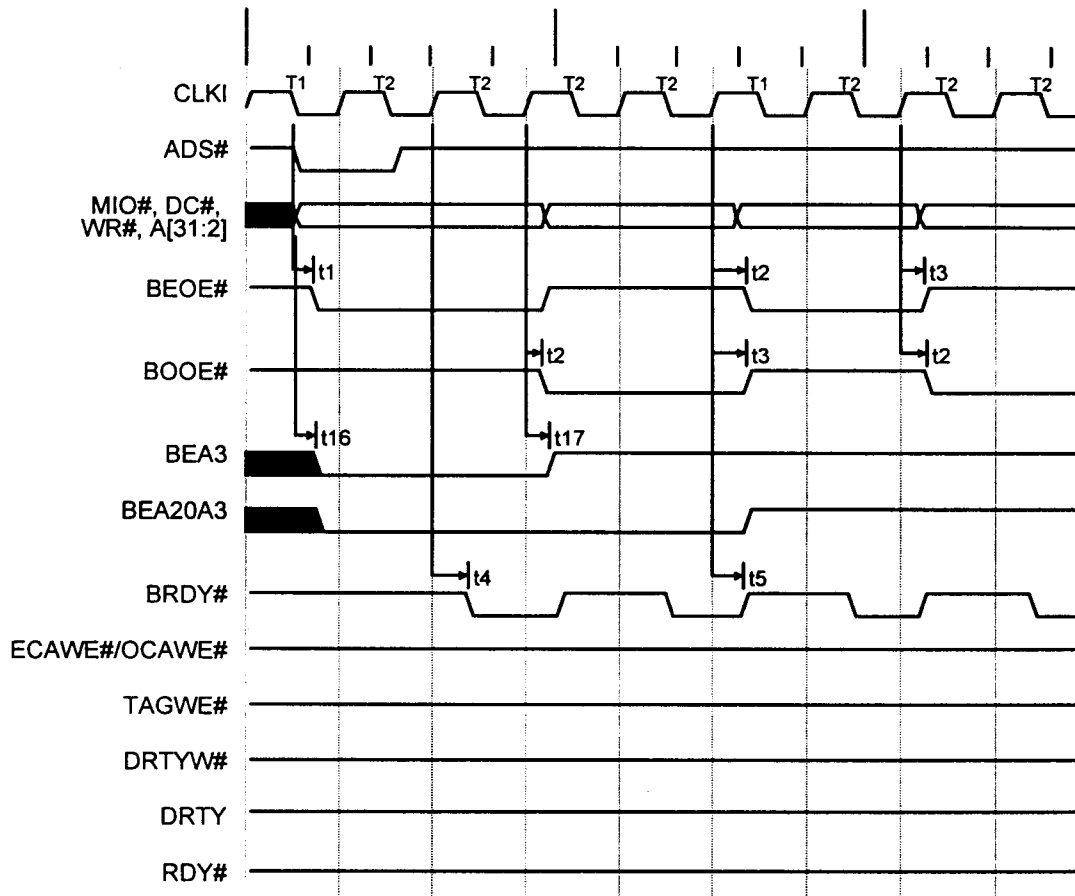 T1 T2 T2 T2 T2 T1 T2 T2 T2
CLKI
ADS#
MIO#, DC#,
WR#, A[31:2]
t1 t2 t3
BEOE#
t2 t3 t2
BOOE#
t16 t17
BEA3
BEA20A3
t4 t5
BRDY#
ECAWE#/OCAWE#
TAGWE#
DRTYW#
DRTY
RDY#